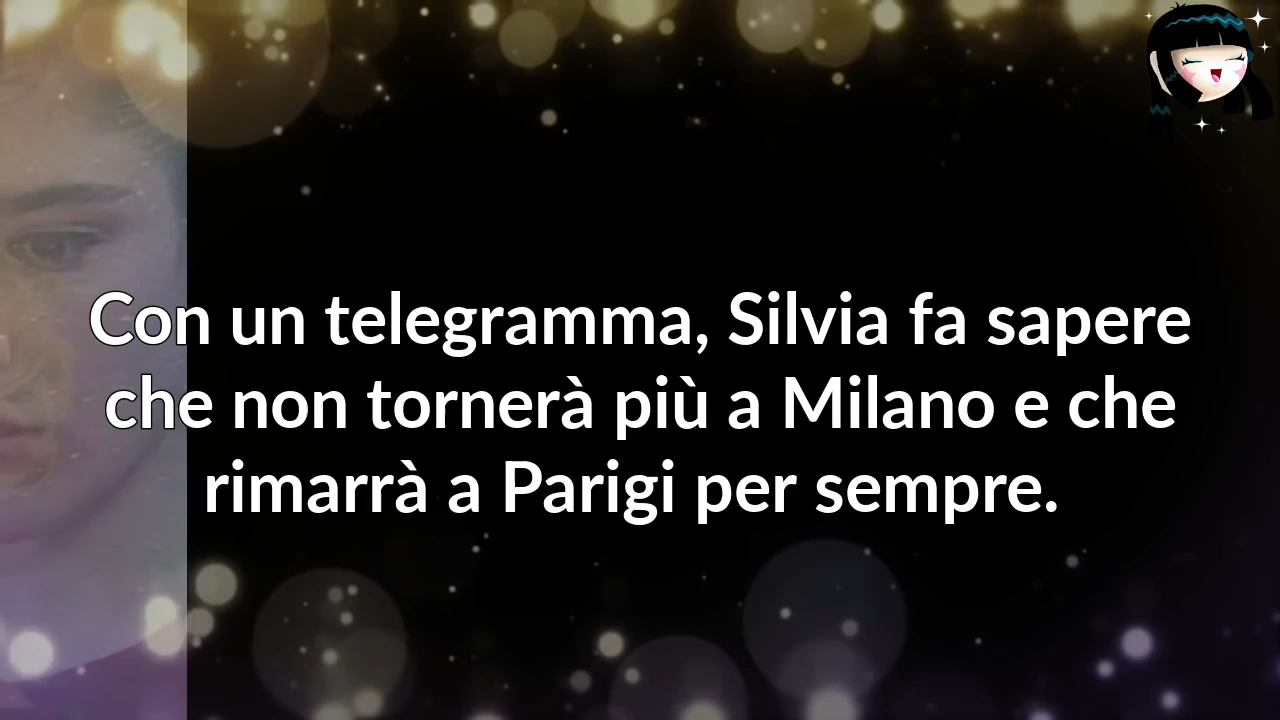 Con un telegramma, Silvia fa sapere
che non tornerà più a Milano e che
rimarrà a Parigi per sempre.